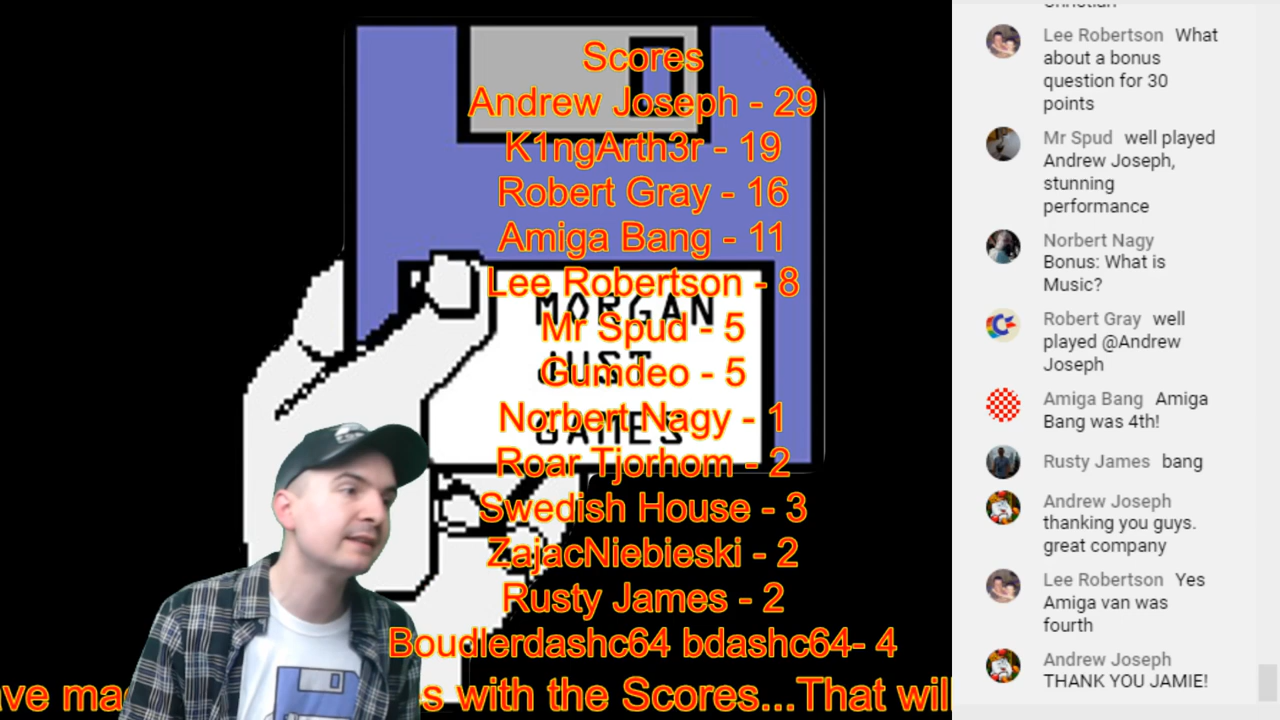 Scores
Andrew Joseph - 29
K1ngArth3r - 19
Robert Gray - 16
Amiga Bang - 11
Lee Robertson - 8
MORGAN
Mr Spud - 5
JUST
Gumdeo - 5
Norbert Nagy - 1
GAMES
Roar Tjorhom - 2
Swedish House - 3
ZajacNiebieski - 2
Rusty James - 2
Boudlerdashc64 bdashc64- 4
with the Scores...That will
Lee Robertson What
about a bonus
question for 30
points
Mr Spud well played
Andrew Joseph,
stunning
performance
Norbert Nagy
Bonus: What is
Music?
Robert Gray well
played @Andrew
Joseph
Amiga Bang Amiga
Bang was 4th!
Rusty James bang
Andrew Joseph
thanking you guys.
great company
Lee Robertson Yes
Amiga van was
fourth
Andrew Joseph
THANK YOU JAMIE!